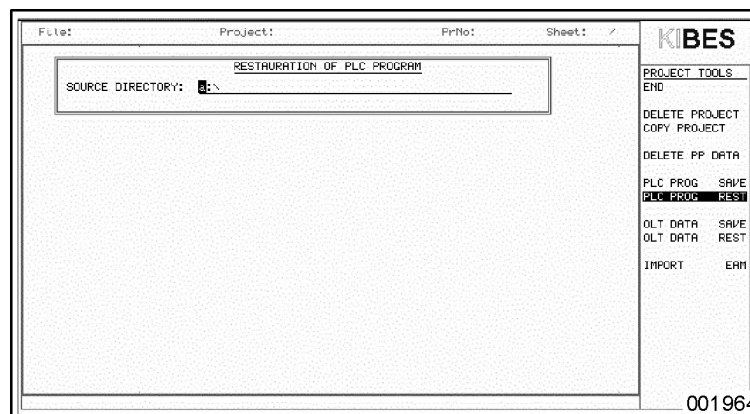 File: Project: PrNo: Sheet: /
KIBES
RESTAURATION OF PLC PROGRAM
SOURCE DIRECTORY: a:\
PROJECT TOOLS
END
DELETE PROJECT
COPY PROJECT
DELETE PP DATA
PLC PROG SAVE
PLC PROG REST
OLT DATA SAVE
OLT DATA REST
IMPORT EAM
001964